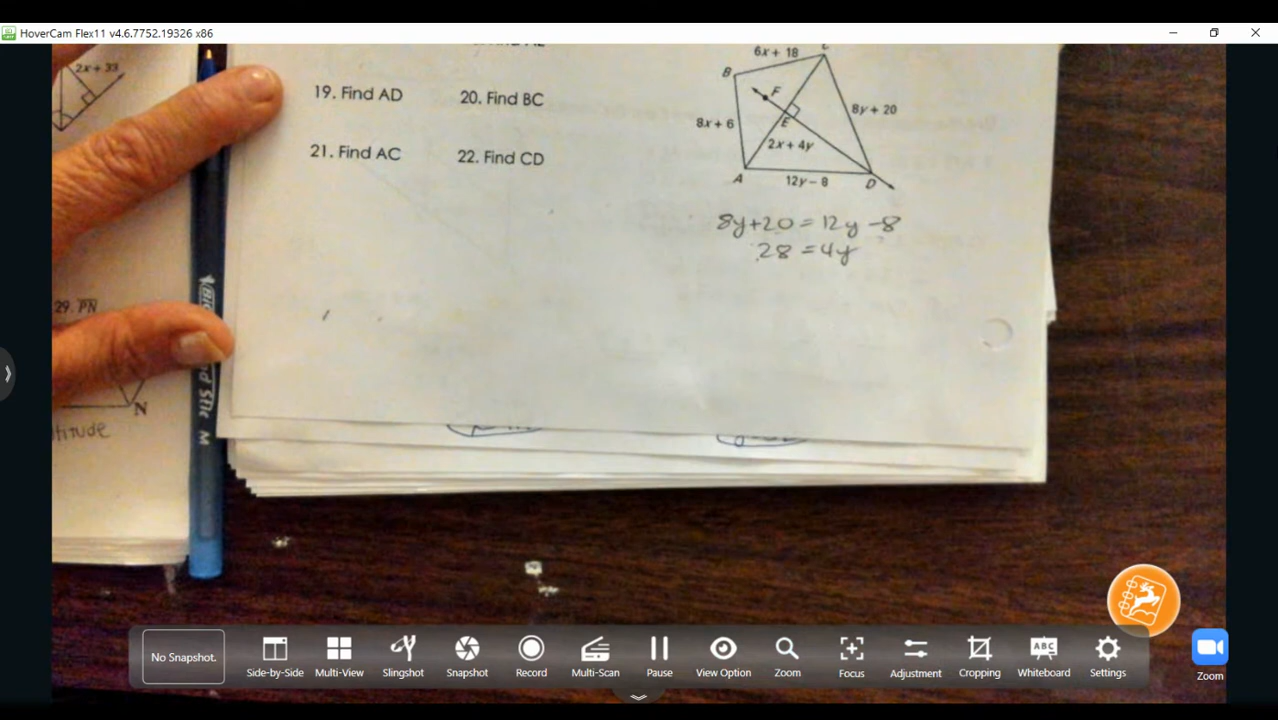 HoverCam Flex11 v4.6.7752.19326 x86
2x+33
19. Find AD
20. Find BC
21. Find AC
22. Find CD
6x + 18
B
F
8x + 6
8y + 20
E
2x + 4y
A
12y - 8
D
8y+20 = 12y -8
28 = 4y
29. PN
N
titude
No Snapshot.
Side-by-Side
Multi-View
Slingshot
Snapshot
Record
Multi-Scan
Pause
View Option
Zoom
Focus
Adjustment
Cropping
ABC
Whiteboard
Settings
Zoom